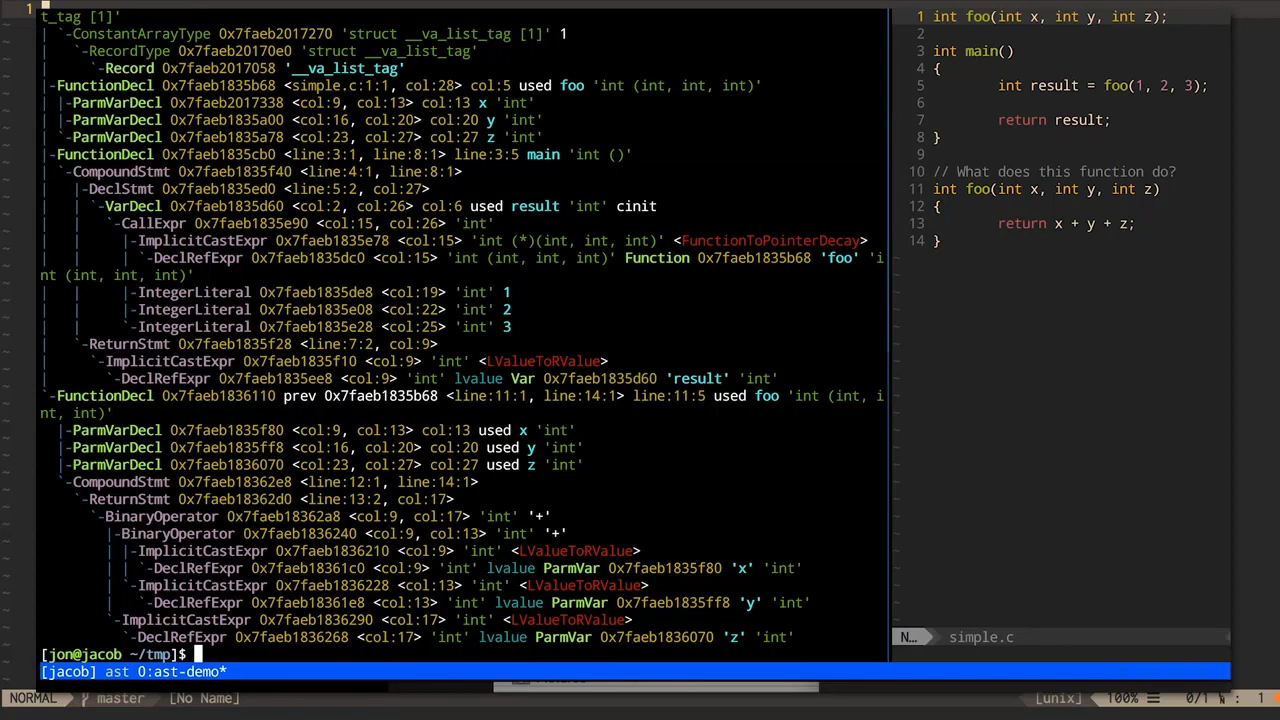 1
t_tag [1]'
| `-ConstantArrayType 0x7faeb2017270 'struct __va_list_tag [1]' 1
|   `-RecordType 0x7faeb20170e0 'struct __va_list_tag'
|     `-Record 0x7faeb2017058 '__va_list_tag'
|-FunctionDecl 0x7faeb1835b68 <simple.c:1:1, col:28> col:5 used foo 'int (int, int, int)'
| |-ParmVarDecl 0x7faeb2017338 <col:9, col:13> col:13 x 'int'
| |-ParmVarDecl 0x7faeb1835a00 <col:16, col:20> col:20 y 'int'
| `-ParmVarDecl 0x7faeb1835a78 <col:23, col:27> col:27 z 'int'
|-FunctionDecl 0x7faeb1835cb0 <line:3:1, line:8:1> line:3:5 main 'int ()'
| `-CompoundStmt 0x7faeb1835f40 <line:4:1, line:8:1>
|   |-DeclStmt 0x7faeb1835ed0 <line:5:2, col:27>
|   | `-VarDecl 0x7faeb1835d60 <col:2, col:26> col:6 used result 'int' cinit
|   |   `-CallExpr 0x7faeb1835e90 <col:15, col:26> 'int'
|   |     |-ImplicitCastExpr 0x7faeb1835e78 <col:15> 'int (*)(int, int, int)' <FunctionToPointerDecay>
|   |     | `-DeclRefExpr 0x7faeb1835dc0 <col:15> 'int (int, int, int)' Function 0x7faeb1835b68 'foo' 'i
nt (int, int, int)'
|   |     |-IntegerLiteral 0x7faeb1835de8 <col:19> 'int' 1
|   |     |-IntegerLiteral 0x7faeb1835e08 <col:22> 'int' 2
|   |     `-IntegerLiteral 0x7faeb1835e28 <col:25> 'int' 3
|   `-ReturnStmt 0x7faeb1835f28 <line:7:2, col:9>
|     `-ImplicitCastExpr 0x7faeb1835f10 <col:9> 'int' <LValueToRValue>
|       `-DeclRefExpr 0x7faeb1835ee8 <col:9> 'int' lvalue Var 0x7faeb1835d60 'result' 'int'
`-FunctionDecl 0x7faeb1836110 prev 0x7faeb1835b68 <line:11:1, line:14:1> line:11:5 used foo 'int (int, i
nt, int)'
  |-ParmVarDecl 0x7faeb1835f80 <col:9, col:13> col:13 used x 'int'
  |-ParmVarDecl 0x7faeb1835ff8 <col:16, col:20> col:20 used y 'int'
  |-ParmVarDecl 0x7faeb1836070 <col:23, col:27> col:27 used z 'int'
  `-CompoundStmt 0x7faeb18362e8 <line:12:1, line:14:1>
    `-ReturnStmt 0x7faeb18362d0 <line:13:2, col:17>
      `-BinaryOperator 0x7faeb18362a8 <col:9, col:17> 'int' '+'
        |-BinaryOperator 0x7faeb1836240 <col:9, col:13> 'int' '+'
        | |-ImplicitCastExpr 0x7faeb1836210 <col:9> 'int' <LValueToRValue>
        | | `-DeclRefExpr 0x7faeb18361c0 <col:9> 'int' lvalue ParmVar 0x7faeb1835f80 'x' 'int'
        | `-ImplicitCastExpr 0x7faeb1836228 <col:13> 'int' <LValueToRValue>
        |   `-DeclRefExpr 0x7faeb18361e8 <col:13> 'int' lvalue ParmVar 0x7faeb1835ff8 'y' 'int'
        `-ImplicitCastExpr 0x7faeb1836290 <col:17> 'int' <LValueToRValue>
          `-DeclRefExpr 0x7faeb1836268 <col:17> 'int' lvalue ParmVar 0x7faeb1836070 'z' 'int'
[jon@jacob ~/tmp]$
[jacob] ast 0:ast-demo*
1 int foo(int x, int y, int z);
2
3 int main()
4 {
5         int result = foo(1, 2, 3);
6
7         return result;
8 }
9
10 // What does this function do?
11 int foo(int x, int y, int z)
12 {
13         return x + y + z;
14 }
N... simple.c
NORMAL master [No Name] [unix] 100% ☰ 0/1 : 1